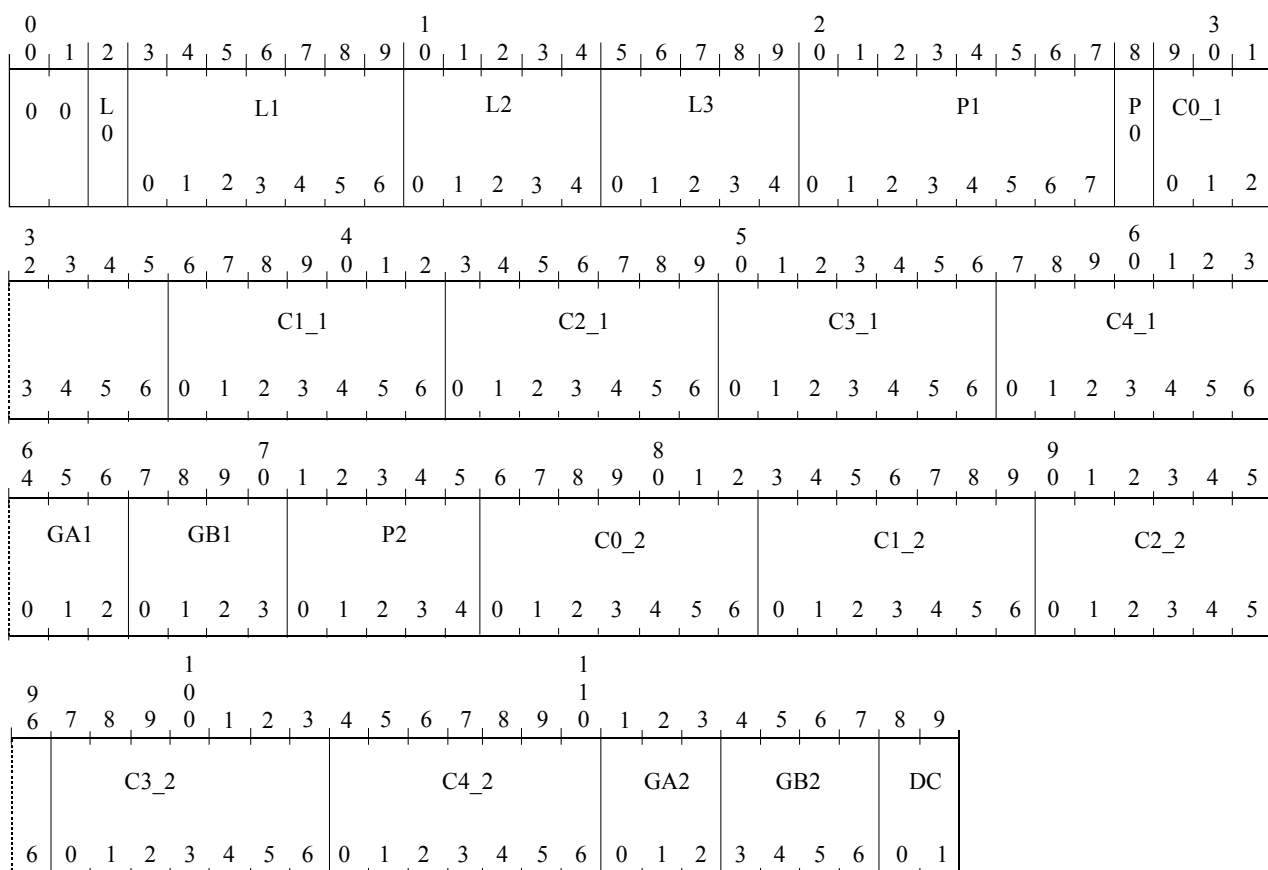 0 1 2 3
0 1 2 3 4 5 6 7 8 9 0 1 2 3 4 5 6 7 8 9 0 1 2 3 4 5 6 7 8 9 0 1
0 0 L L1 L2 L3 P1 P C0_1
0 0
0 1 2 3 4 5 6 0 1 2 3 4 0 1 2 3 4 0 1 2 3 4 5 6 7 0 1 2
3 4 5 6
2 3 4 5 6 7 8 9 0 1 2 3 4 5 6 7 8 9 0 1 2 3 4 5 6 7 8 9 0 1 2 3
C1_1 C2_1 C3_1 C4_1
3 4 5 6 0 1 2 3 4 5 6 0 1 2 3 4 5 6 0 1 2 3 4 5 6 0 1 2 3 4 5 6
6 7 8 9
4 5 6 7 8 9 0 1 2 3 4 5 6 7 8 9 0 1 2 3 4 5 6 7 8 9 0 1 2 3 4 5
GA1 GB1 P2 C0_2 C1_2 C2_2
0 1 2 0 1 2 3 0 1 2 3 4 0 1 2 3 4 5 6 0 1 2 3 4 5 6 0 1 2 3 4 5
1 1
9 0 1
6 7 8 9 0 1 2 3 4 5 6 7 8 9 0 1 2 3 4 5 6 7 8 9
C3_2 C4_2 GA2 GB2 DC
6 0 1 2 3 4 5 6 0 1 2 3 4 5 6 0 1 2 3 4 5 6 0 1